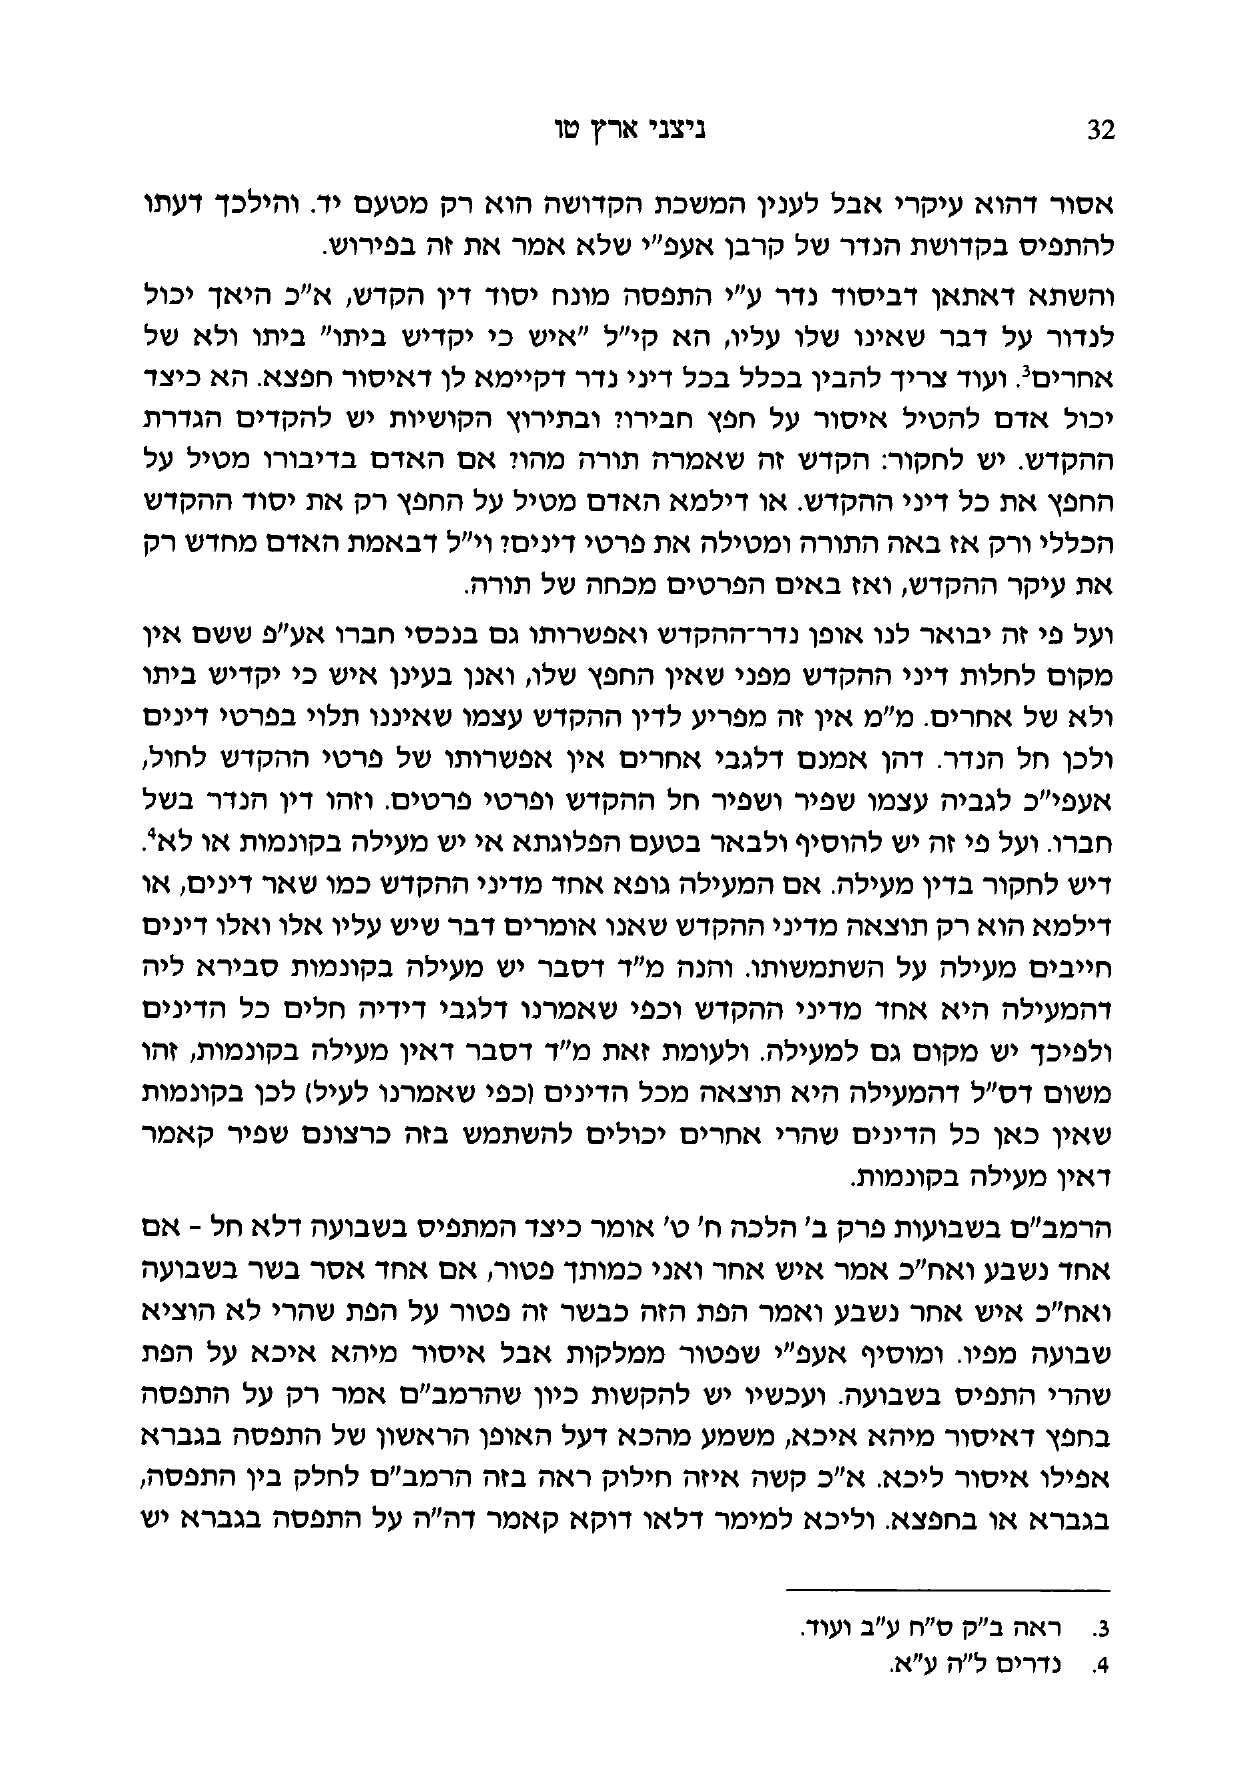 32
ניצני ארץ טו
אסור דהוא עיקרי אבל לענין המשכת הקדושה הוא רק מטעם יד. והילכך דעתו
להתפיס בקדושת הנדר של קרבן אעפ"י שלא אמר את זה בפירוש.
והשתא דאתאן דביסוד נדר ע"י התפסה מונח יסוד דין הקדש, א"כ היאך יכול
לנדור על דבר שאינו שלו עליו, הא קי"ל "איש כי יקדיש ביתו" ביתו ולא של
אחרים3. ועוד צריך להבין בכלל בכל דיני נדר דקיימא לן דאיסור חפצא. הא כיצד
יכול אדם להטיל איסור על חפץ חבירו? ובתירוץ הקושיות יש להקדים הגדרת
ההקדש. יש לחקור: הקדש זה שאמרה תורה מהו? אם האדם בדיבורו מטיל על
החפץ את כל דיני ההקדש. או דילמא האדם מטיל על החפץ רק את יסוד ההקדש
הכללי ורק אז באה התורה ומטילה את פרטי דינים? וי"ל דבאמת האדם מחדש רק
את עיקר ההקדש, ואז באים הפרטים מכחה של תורה.
ועל פי זה יבואר לנו אופן נדר־ההקדש ואפשרותו גם בנכסי חברו אע"פ ששם אין
מקום לחלות דיני ההקדש מפני שאין החפץ שלו, ואנן בעינן איש כי יקדיש ביתו
ולא של אחרים. מ"מ אין זה מפריע לדין ההקדש עצמו שאיננו תלוי בפרטי דינים
ולכן חל הנדר. דהן אמנם דלגבי אחרים אין אפשרותו של פרטי ההקדש לחול,
אעפי"כ לגביה עצמו שפיר ושפיר חל ההקדש ופרטי פרטים. וזהו דין הנדר בשל
חברו. ועל פי זה יש להוסיף ולבאר בטעם הפלוגתא אי יש מעילה בקונמות או לא4.
דיש לחקור בדין מעילה. אם המעילה גופא אחד מדיני ההקדש כמו שאר דינים, או
דילמא הוא רק תוצאה מדיני ההקדש שאנו אומרים דבר שיש עליו אלו ואלו דינים
חייבים מעילה על השתמשותו. והנה מ"ד דסבר יש מעילה בקונמות סבירא ליה
דהמעילה היא אחד מדיני ההקדש וכפי שאמרנו דלגבי דידיה חלים כל הדינים
ולפיכך יש מקום גם למעילה. ולעומת זאת מ"ד דסבר דאין מעילה בקונמות, זהו
משום דס"ל דהמעילה היא תוצאה מכל הדינים (כפי שאמרנו לעיל) לכן בקונמות
שאין כאן כל הדינים שהרי אחרים יכולים להשתמש בזה כרצונם שפיר קאמר
דאין מעילה בקונמות.
הרמב"ם בשבועות פרק ב' הלכה ח' ט' אומר כיצד המתפיס בשבועה דלא חל - אם
אחד נשבע ואח"כ אמר איש אחר ואני כמותך פטור, אם אחד אסר בשר בשבועה
ואח"כ איש אחר נשבע ואמר הפת הזה כבשר זה פטור על הפת שהרי לא הוציא
שבועה מפיו. ומוסיף אעפ"י שפטור ממלקות אבל איסור מיהא איכא על הפת
שהרי התפיס בשבועה. ועכשיו יש להקשות כיון שהרמב"ם אמר רק על התפסה
בחפץ דאיסור מיהא איכא, משמע מהכא דעל האופן הראשון של התפסה בגברא
אפילו איסור ליכא. א"כ קשה איזה חילוק ראה בזה הרמב"ם לחלק בין התפסה,
בגברא או בחפצא. וליכא למימר דלאו דוקא קאמר דה"ה על התפסה בגברא יש
3. ראה ב"ק ס"ח ע"ב ועוד.
4. נדרים ל"ה ע"א.